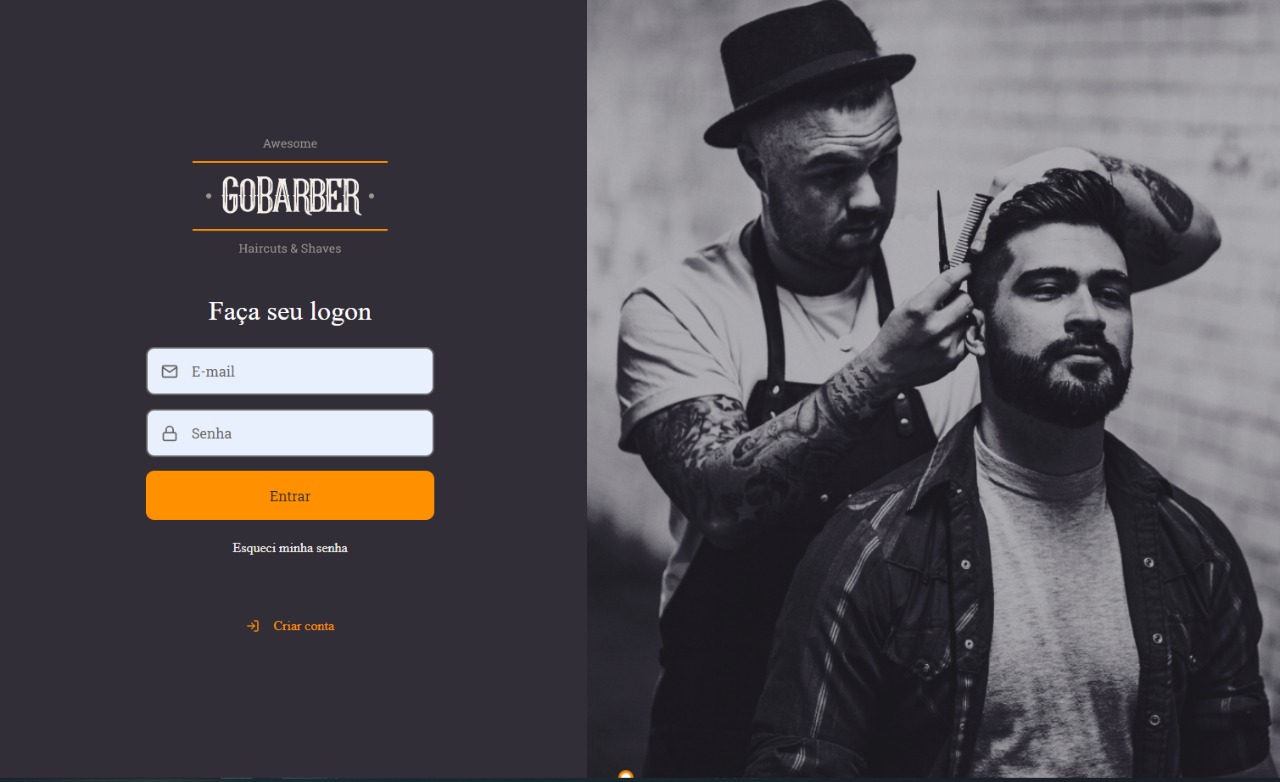 Awesome
GOBARBER
Haircuts & Shaves
Faça seu logon
E-mail
Senha
Entrar
Esqueci minha senha
Criar conta